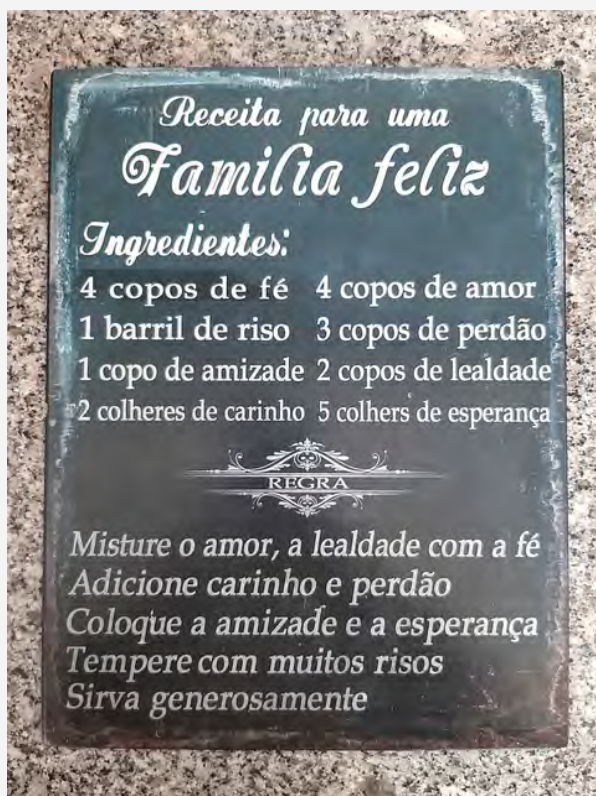 Receita para uma
Familia feliz
Ingredientes:
4 copos de fé 4 copos de amor
1 barril de riso 3 copos de perdão
1 copo de amizade 2 copos de lealdade
2 colheres de carinho 5 colhers de esperança
REGRA
Misture o amor, a lealdade com a fé
Adicione carinho e perdão
Coloque a amizade e a esperança
Tempere com muitos risos
Sirva generosamente